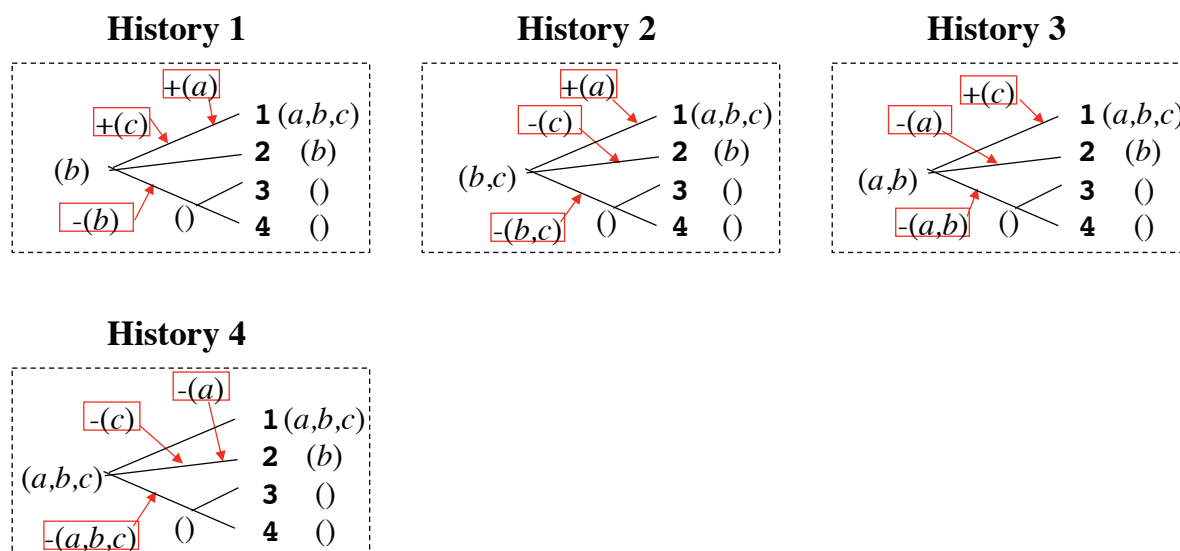 History 1
+(a)
+(c)
(b)
-(b)
()
1 (a,b,c)
2 (b)
3 ()
4 ()
History 2
+(a)
-(c)
(b,c)
-(b,c)
()
1 (a,b,c)
2 (b)
3 ()
4 ()
History 3
+(c)
-(a)
(a,b)
-(a,b)
()
1 (a,b,c)
2 (b)
3 ()
4 ()
History 4
-(a)
-(c)
(a,b,c)
-(a,b,c)
()
1 (a,b,c)
2 (b)
3 ()
4 ()